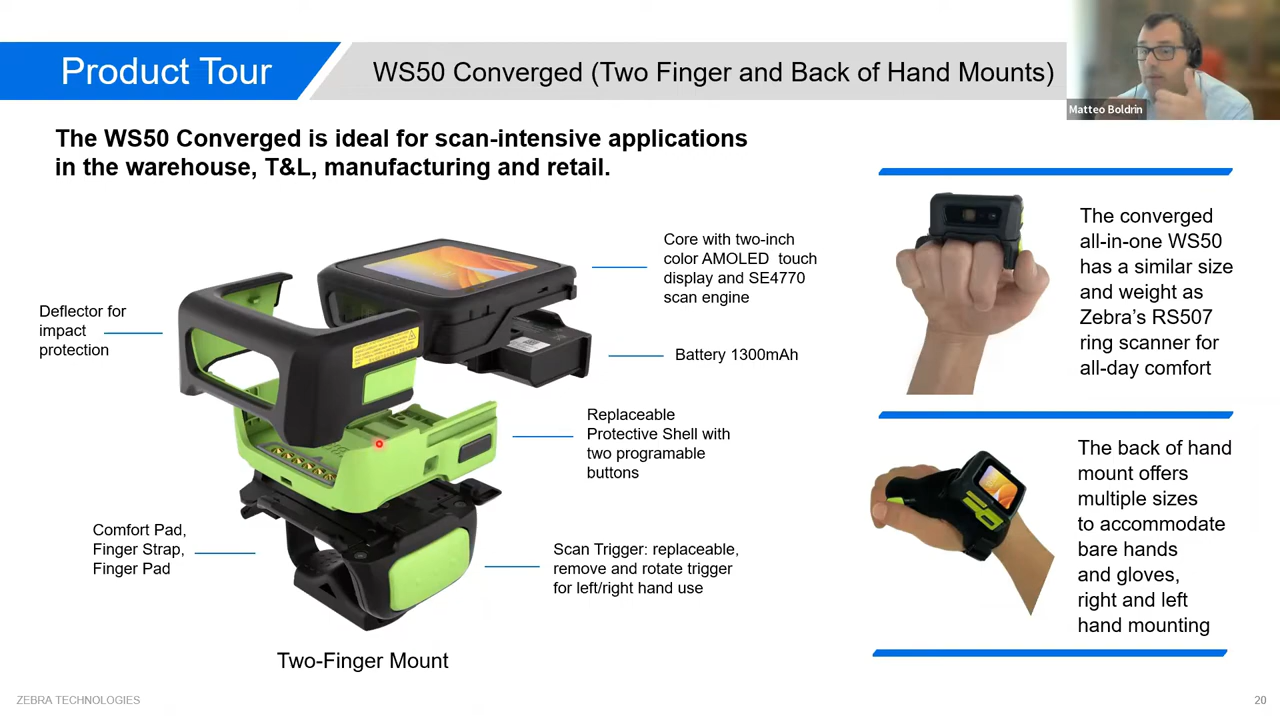 Product Tour
WS50 Converged (Two Finger and Back of Hand Mounts)
Matteo Boldrin
The WS50 Converged is ideal for scan-intensive applications
in the warehouse, T&L, manufacturing and retail.
Deflector for
impact
protection
Core with two-inch
color AMOLED touch
display and SE4770
scan engine
Battery 1300mAh
Replaceable
Protective Shell with
two programable
buttons
Comfort Pad,
Finger Strap,
Finger Pad
Scan Trigger: replaceable,
remove and rotate trigger
for left/right hand use
Two-Finger Mount
The converged
all-in-one WS50
has a similar size
and weight as
Zebra's RS507
ring scanner for
all-day comfort
The back of hand
mount offers
multiple sizes
to accommodate
bare hands
and gloves,
right and left
hand mounting
ZEBRA TECHNOLOGIES
20